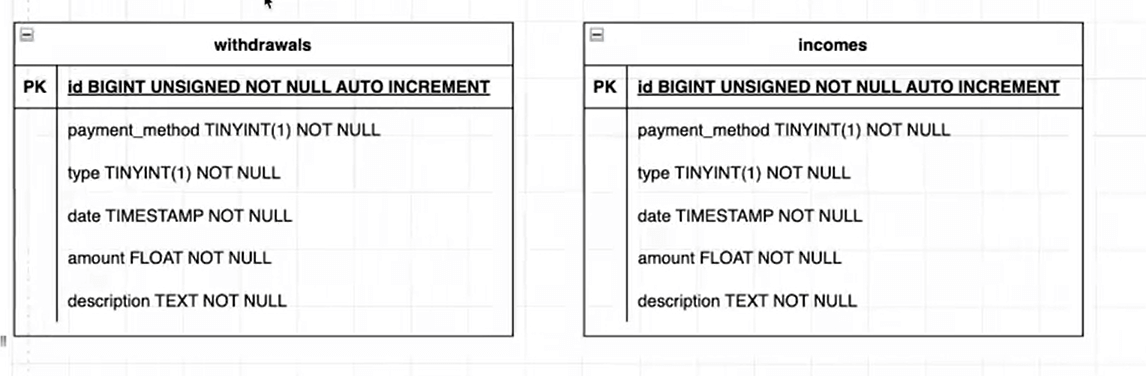 withdrawals
PK id BIGINT UNSIGNED NOT NULL AUTO INCREMENT
payment_method TINYINT(1) NOT NULL
type TINYINT(1) NOT NULL
date TIMESTAMP NOT NULL
amount FLOAT NOT NULL
description TEXT NOT NULL
incomes
PK id BIGINT UNSIGNED NOT NULL AUTO INCREMENT
payment_method TINYINT(1) NOT NULL
type TINYINT(1) NOT NULL
date TIMESTAMP NOT NULL
amount FLOAT NOT NULL
description TEXT NOT NULL